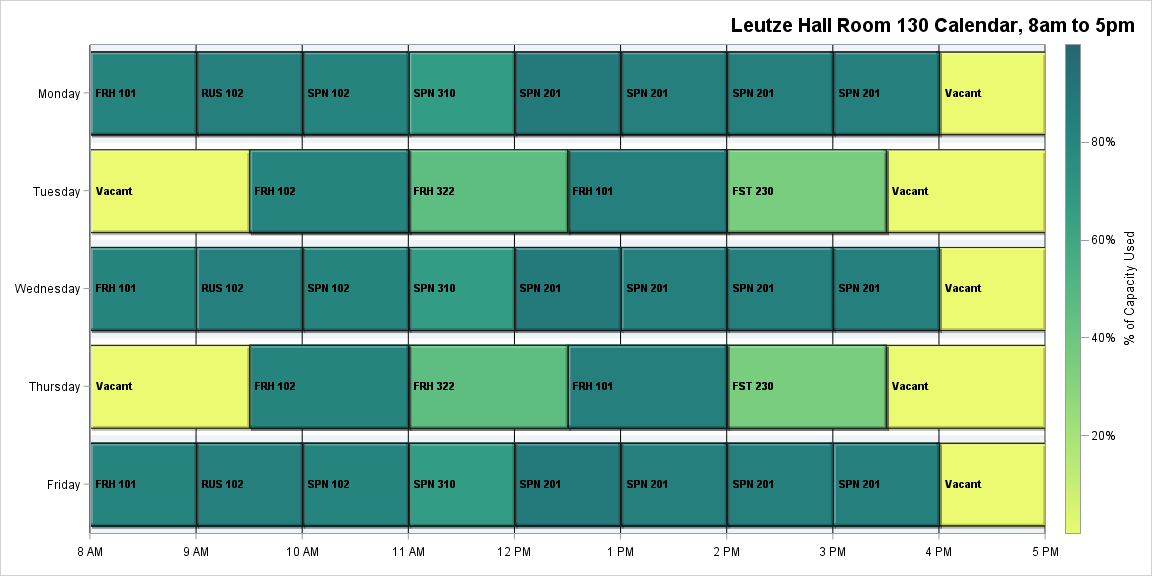 Leutze Hall Room 130 Calendar, 8am to 5pm
Monday
FRH 101
RUS 102
SPN 102
SPN 310
SPN 201
SPN 201
SPN 201
SPN 201
Vacant
Tuesday
Vacant
FRH 102
FRH 322
FRH 101
FST 230
Vacant
Wednesday
FRH 101
RUS 102
SPN 102
SPN 310
SPN 201
SPN 201
SPN 201
SPN 201
Vacant
Thursday
Vacant
FRH 102
FRH 322
FRH 101
FST 230
Vacant
Friday
FRH 101
RUS 102
SPN 102
SPN 310
SPN 201
SPN 201
SPN 201
SPN 201
Vacant
8 AM
9 AM
10 AM
11 AM
12 PM
1 PM
2 PM
3 PM
4 PM
5 PM
80%
60%
40%
20%
% of Capacity Used